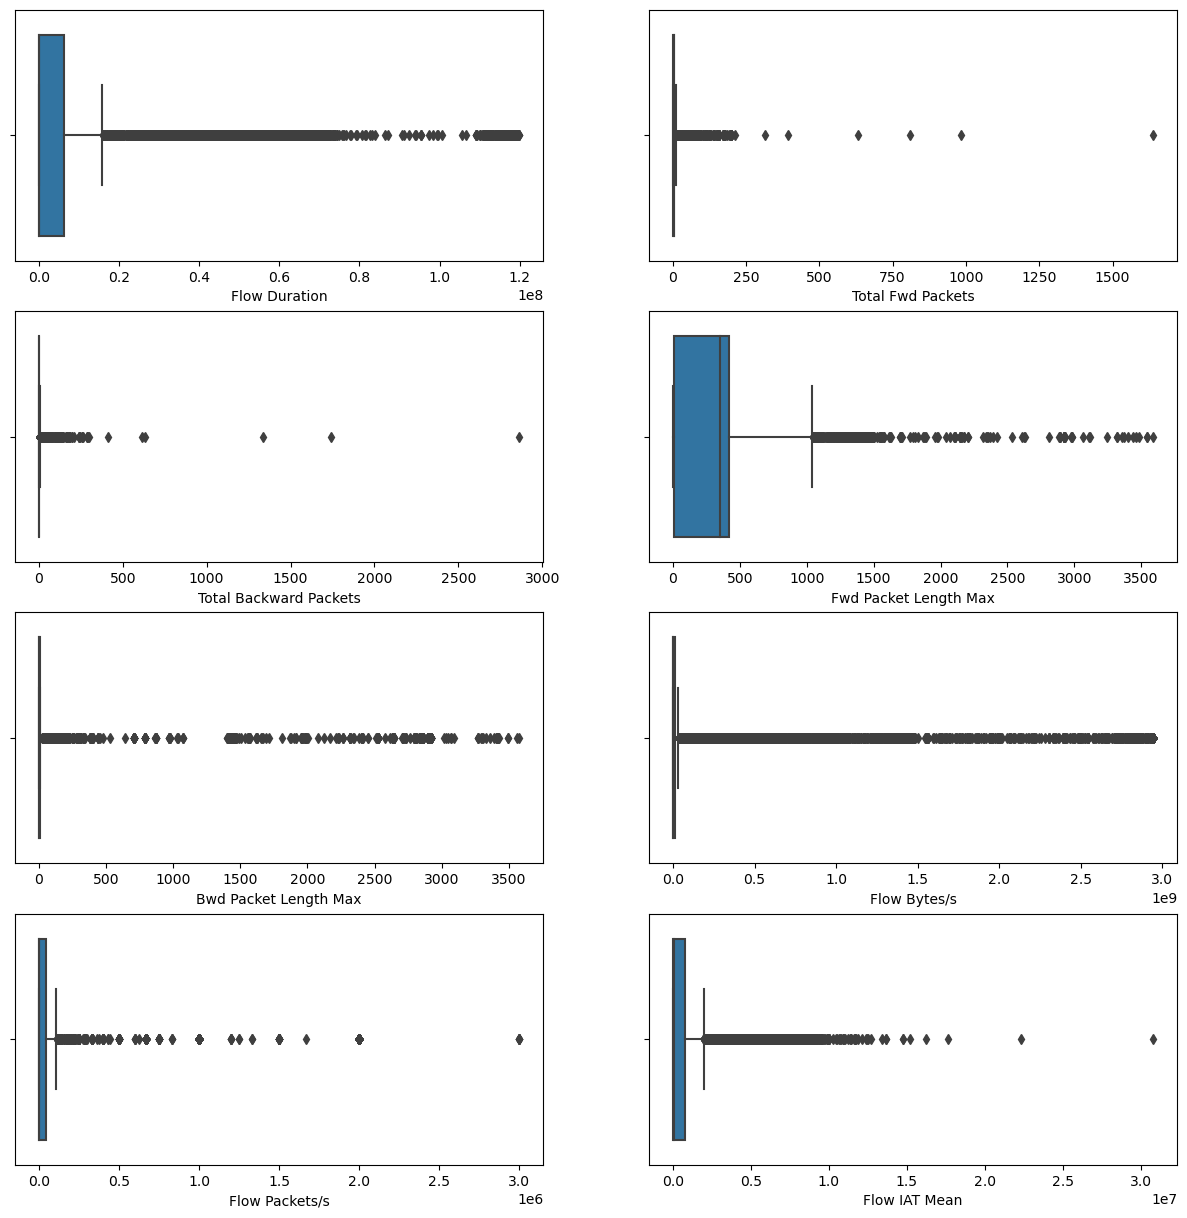 0.0 0.2 0.4 0.6 0.8 1.0 1.2
Flow Duration
1e8
0 250 500 750 1000 1250 1500
Total Fwd Packets
0 500 1000 1500 2000 2500 3000
Total Backward Packets
0 500 1000 1500 2000 2500 3000 3500
Fwd Packet Length Max
0 500 1000 1500 2000 2500 3000 3500
Bwd Packet Length Max
0.0 0.5 1.0 1.5 2.0 2.5 3.0
Flow Bytes/s
1e9
0.0 0.5 1.0 1.5 2.0 2.5 3.0
Flow Packets/s
1e6
0.0 0.5 1.0 1.5 2.0 2.5 3.0
Flow IAT Mean
1e7